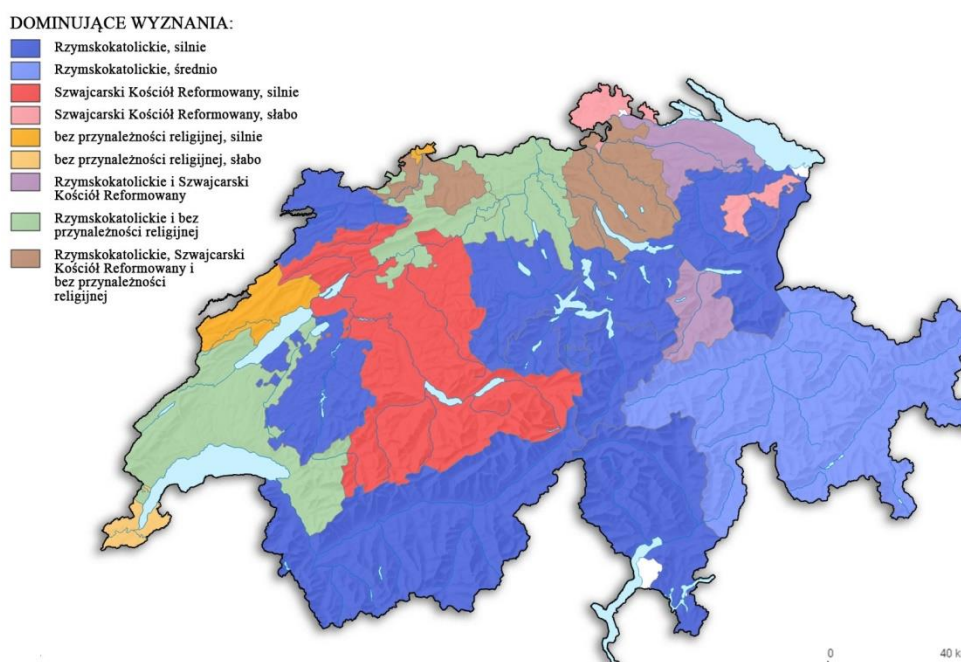 DOMINUJĄCE WYZNANIA:
Rzymskokatolickie, silnie
Rzymskokatolickie, średnio
Szwajcarski Kościół Reformowany, silnie
Szwajcarski Kościół Reformowany, słabo
bez przynależności religijnej, silnie
bez przynależności religijnej, słabo
Rzymskokatolickie i Szwajcarski
Kościół Reformowany
Rzymskokatolickie i bez
przynależności religijnej
Rzymskokatolickie, Szwajcarski
Kościół Reformowany i
bez przynależności
religijnej
0 40 k